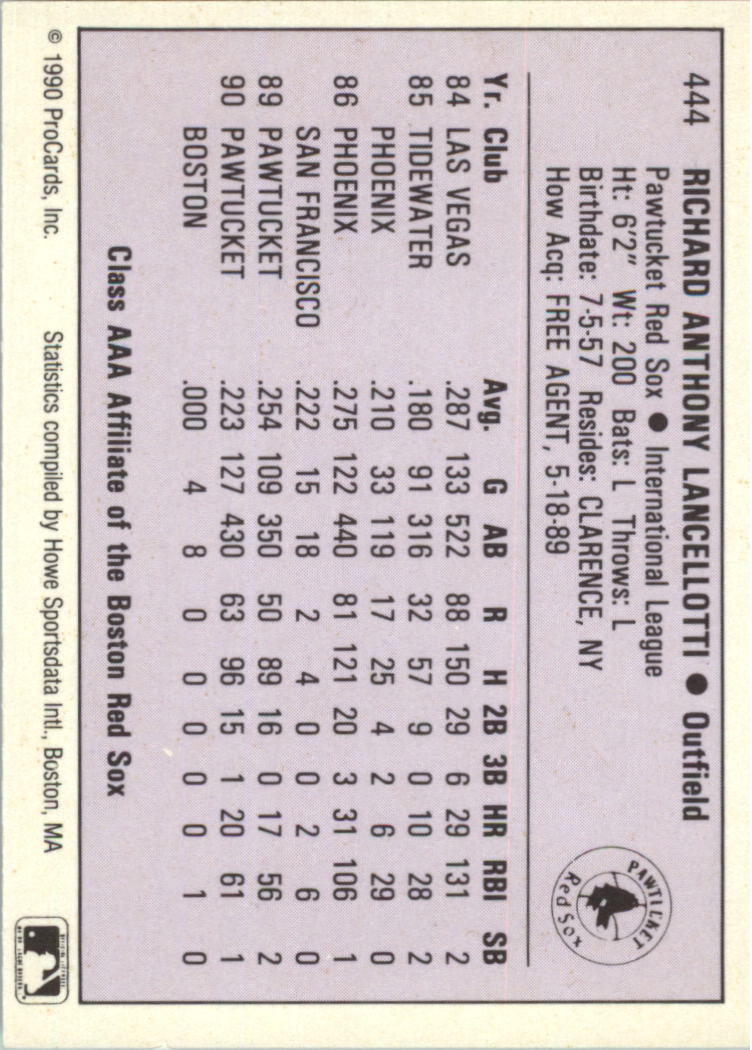 444 RICHARD ANTHONY LANCELLOTTI ● Outfield
Pawtucket Red Sox ● International League
Ht: 6'2" Wt: 200 Bats: L Throws: L
Birthdate: 7-5-57 Resides: CLARENCE, NY
How Acq: FREE AGENT, 5-18-89
PAWTUCKET
Red Sox
Yr. Club Avg. G AB R H 2B 3B HR RBI SB
84 LAS VEGAS .287 133 522 88 150 29 6 29 131 2
85 TIDEWATER .180 91 316 32 57 9 0 10 28 2
PHOENIX .210 33 119 17 25 4 2 6 29 0
86 PHOENIX .275 122 440 81 121 20 3 31 106 1
SAN FRANCISCO .222 15 18 2 4 0 0 2 6 0
89 PAWTUCKET .254 109 350 50 89 16 0 17 56 2
90 PAWTUCKET .223 127 430 63 96 15 1 20 61 1
BOSTON .000 4 8 0 0 0 0 0 1 0
Class AAA Affiliate of the Boston Red Sox
© 1990 ProCards, Inc. Statistics compiled by Howe Sportsdata Intl., Boston, MA